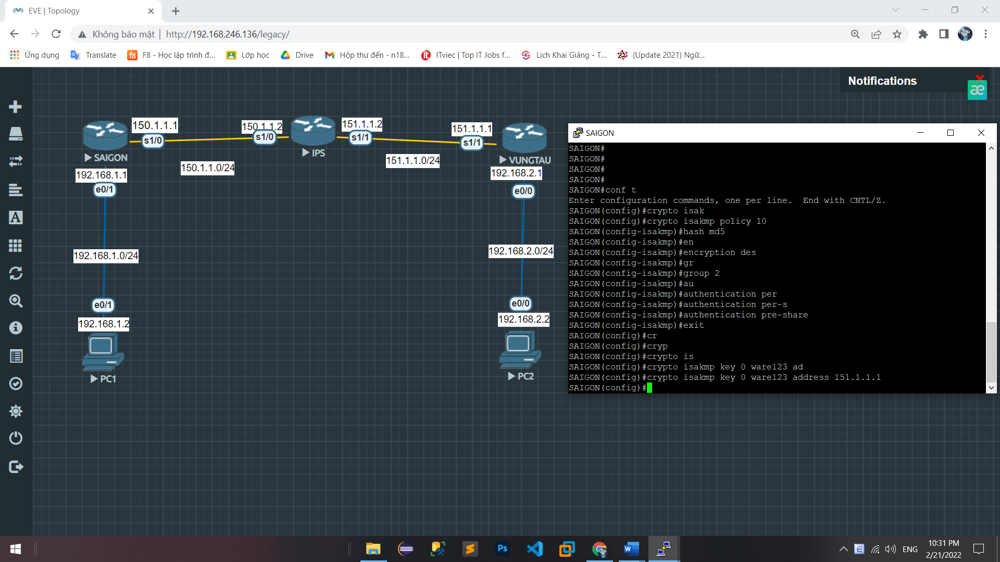 EVE | Topology
Không bảo mật | http://192.168.246.136/legacy/
Ứng dụng
Translate
F8 - Học lập trình đ...
Lớp học
Drive
Hộp thư đến - n18...
ITviec | Top IT Jobs f...
Lịch Khai Giảng - T...
(Update 2021) Ngữ...
Notifications
æ
150.1.1.1
s1/0
SAIGON
192.168.1.1
e0/1
150.1.1.0/24
150.1.1.2
s1/0
IPS
151.1.1.2
s1/1
151.1.1.0/24
151.1.1.1
s1/1
VUNGTAU
192.168.2.1
e0/0
192.168.1.0/24
192.168.2.0/24
e0/1
192.168.1.2
PC1
e0/0
192.168.2.2
PC2
SAIGON
SAIGON#
SAIGON#
SAIGON#
SAIGON#
SAIGON#conf t
Enter configuration commands, one per line.  End with CNTL/Z.
SAIGON(config)#crypto isak
SAIGON(config)#crypto isakmp policy 10
SAIGON(config-isakmp)#hash md5
SAIGON(config-isakmp)#en
SAIGON(config-isakmp)#encryption des
SAIGON(config-isakmp)#gr
SAIGON(config-isakmp)#group 2
SAIGON(config-isakmp)#au
SAIGON(config-isakmp)#authentication per
SAIGON(config-isakmp)#authentication per-s
SAIGON(config-isakmp)#authentication pre-share
SAIGON(config-isakmp)#exit
SAIGON(config)#cr
SAIGON(config)#cryp
SAIGON(config)#crypto is
SAIGON(config)#crypto isakmp key 0 ware123 ad
SAIGON(config)#crypto isakmp key 0 ware123 address 151.1.1.1
SAIGON(config)#
Ps
E
ENG
10:31 PM
2/21/2022